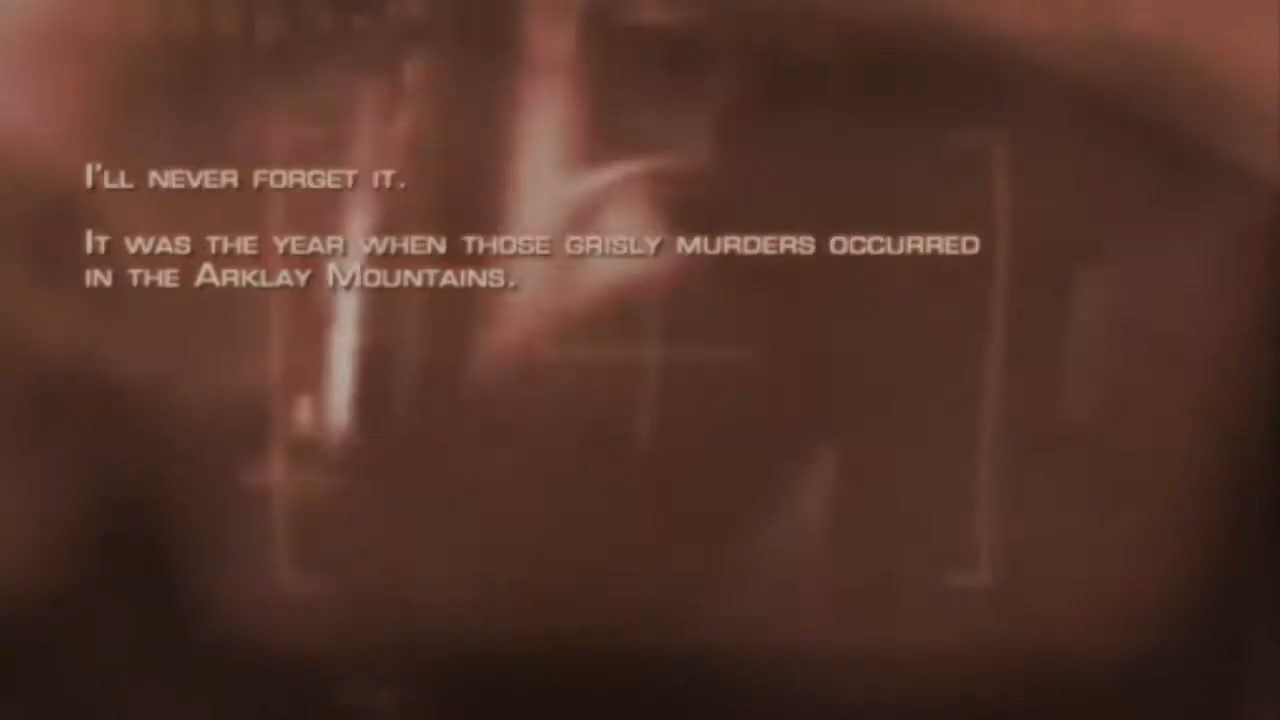 I'll never forget it.
It was the year when those grisly murders occurred
in the Arklay Mountains.